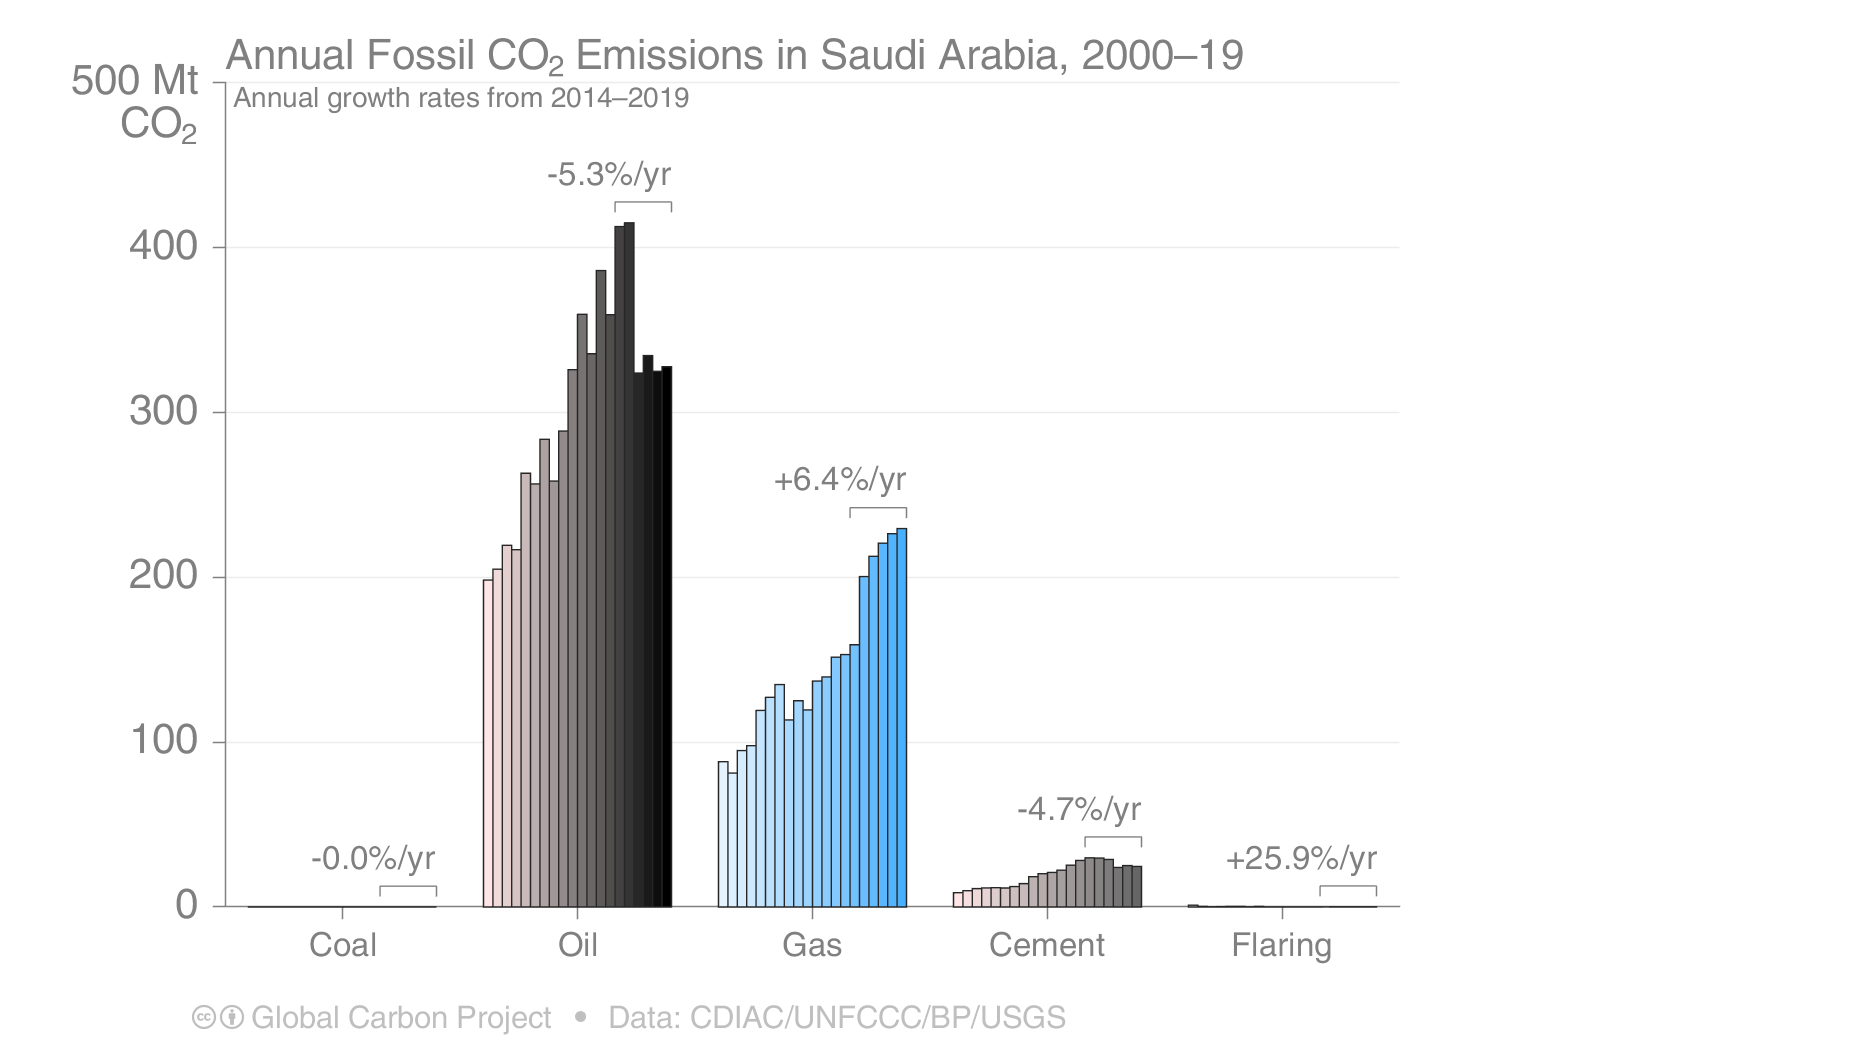 Annual Fossil CO₂ Emissions in Saudi Arabia, 2000–19
500 Mt
CO₂
Annual growth rates from 2014–2019
-5.3%/yr
400
300
+6.4%/yr
200
100
-4.7%/yr
-0.0%/yr
+25.9%/yr
0
Coal
Oil
Gas
Cement
Flaring
cc Global Carbon Project • Data: CDIAC/UNFCCC/BP/USGS